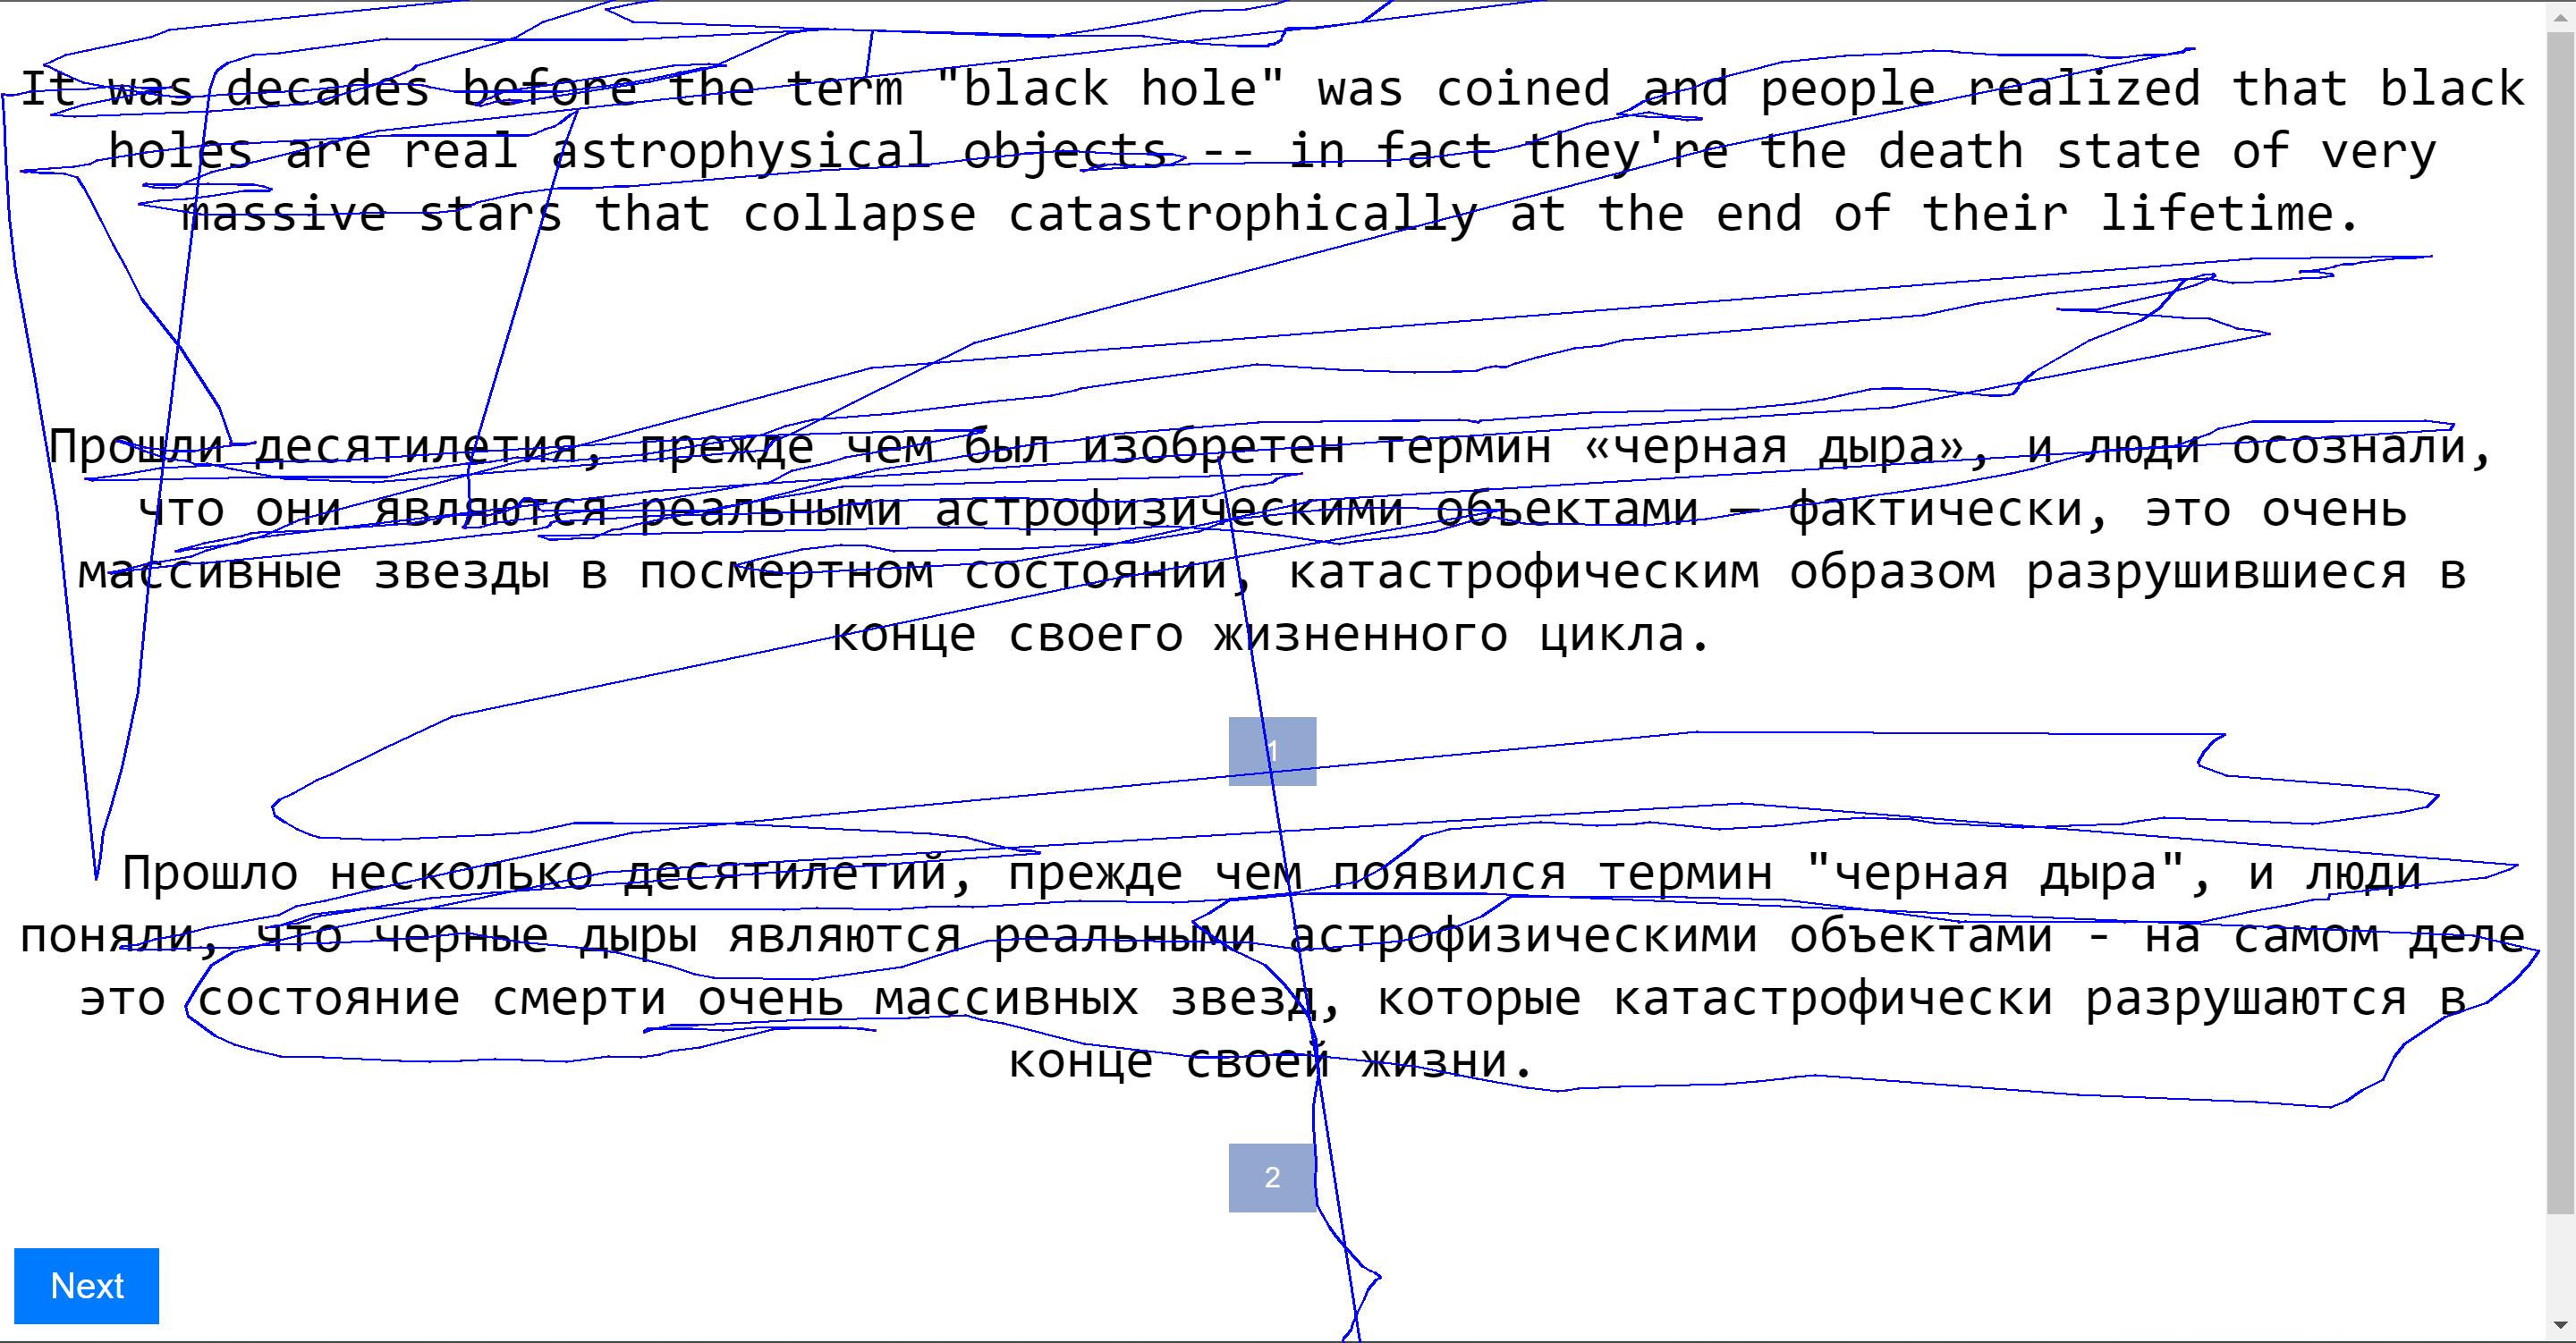 It was decades before the term "black hole" was coined and people realized that black
holes are real astrophysical objects -- in fact they're the death state of very
massive stars that collapse catastrophically at the end of their lifetime.
Прошли десятилетия, прежде чем был изобретен термин «черная дыра», и люди осознали,
что они являются реальными астрофизическими объектами — фактически, это очень
массивные звезды в посмертном состоянии, катастрофическим образом разрушившиеся в
конце своего жизненного цикла.
1
Прошло несколько десятилетий, прежде чем появился термин "черная дыра", и люди
поняли, что черные дыры являются реальными астрофизическими объектами - на самом деле
это состояние смерти очень массивных звезд, которые катастрофически разрушаются в
конце своей жизни.
2
Next